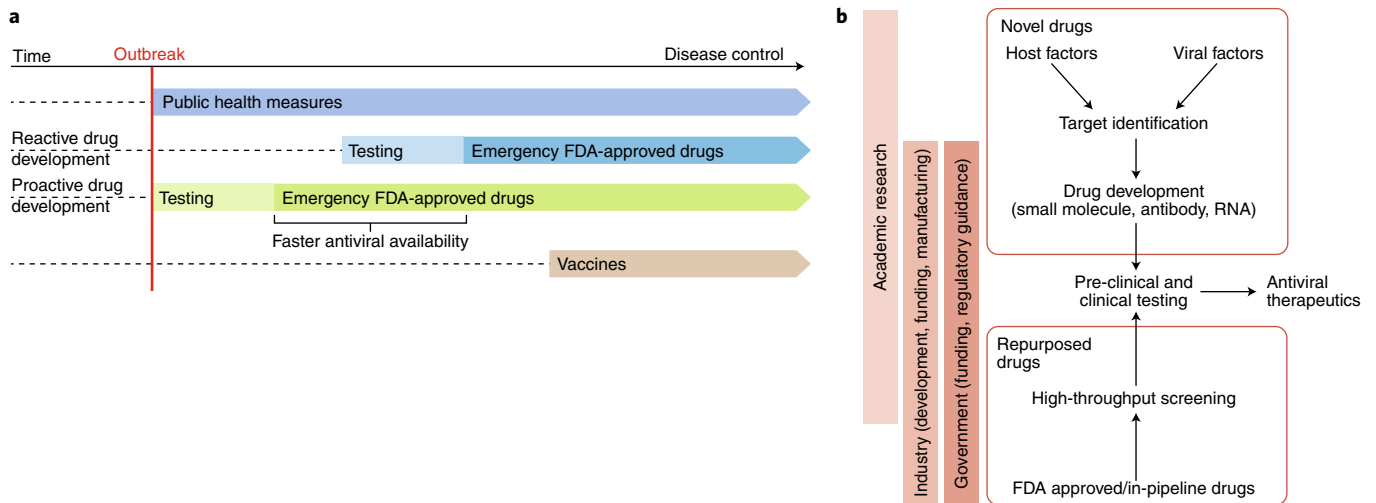 a
Time
Outbreak
Disease control
Public health measures
Reactive drug
development
Testing
Emergency FDA-approved drugs
Proactive drug
development
Testing
Emergency FDA-approved drugs
Faster antiviral availability
Vaccines
b
Academic research
Industry (development, funding, manufacturing)
Government (funding, regulatory guidance)
Novel drugs
Host factors
Viral factors
Target identification
Drug development
(small molecule, antibody, RNA)
Pre-clinical and
clinical testing
Antiviral
therapeutics
Repurposed
drugs
High-throughput screening
FDA approved/in-pipeline drugs